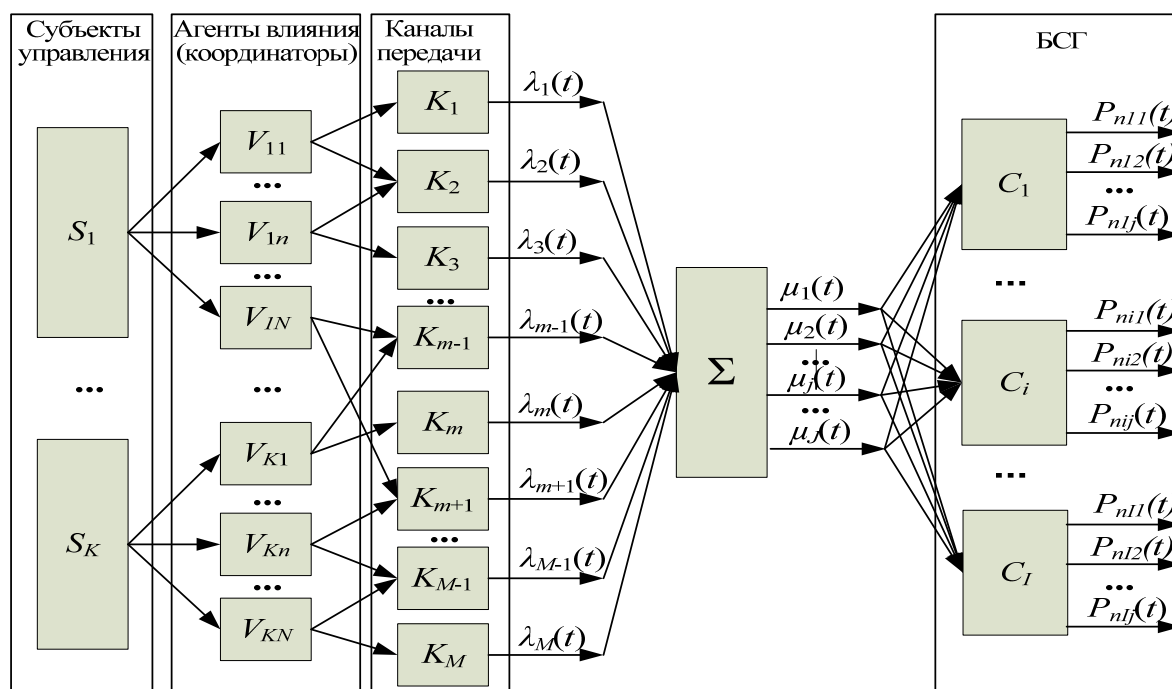 Субъекты
управления
Агенты влияния
(координаторы)
Каналы
передачи
БСГ
S1
...
SK
V11
...
V1n
...
V1N
...
VK1
...
VKn
...
VKN
K1
K2
K3
...
Km-1
Km
Km+1
...
KM-1
KM
λ1(t)
λ2(t)
λ3(t)
λm-1(t)
λm(t)
λm+1(t)
λM-1(t)
λM(t)
Σ
μ1(t)
μ2(t)
...
μj(t)
...
μJ(t)
C1
...
Ci
...
CI
Pn11(t)
Pn12(t)
...
Pn1j(t)
Pni1(t)
Pni2(t)
...
Pnij(t)
PnI1(t)
PnI2(t)
...
PnIj(t)